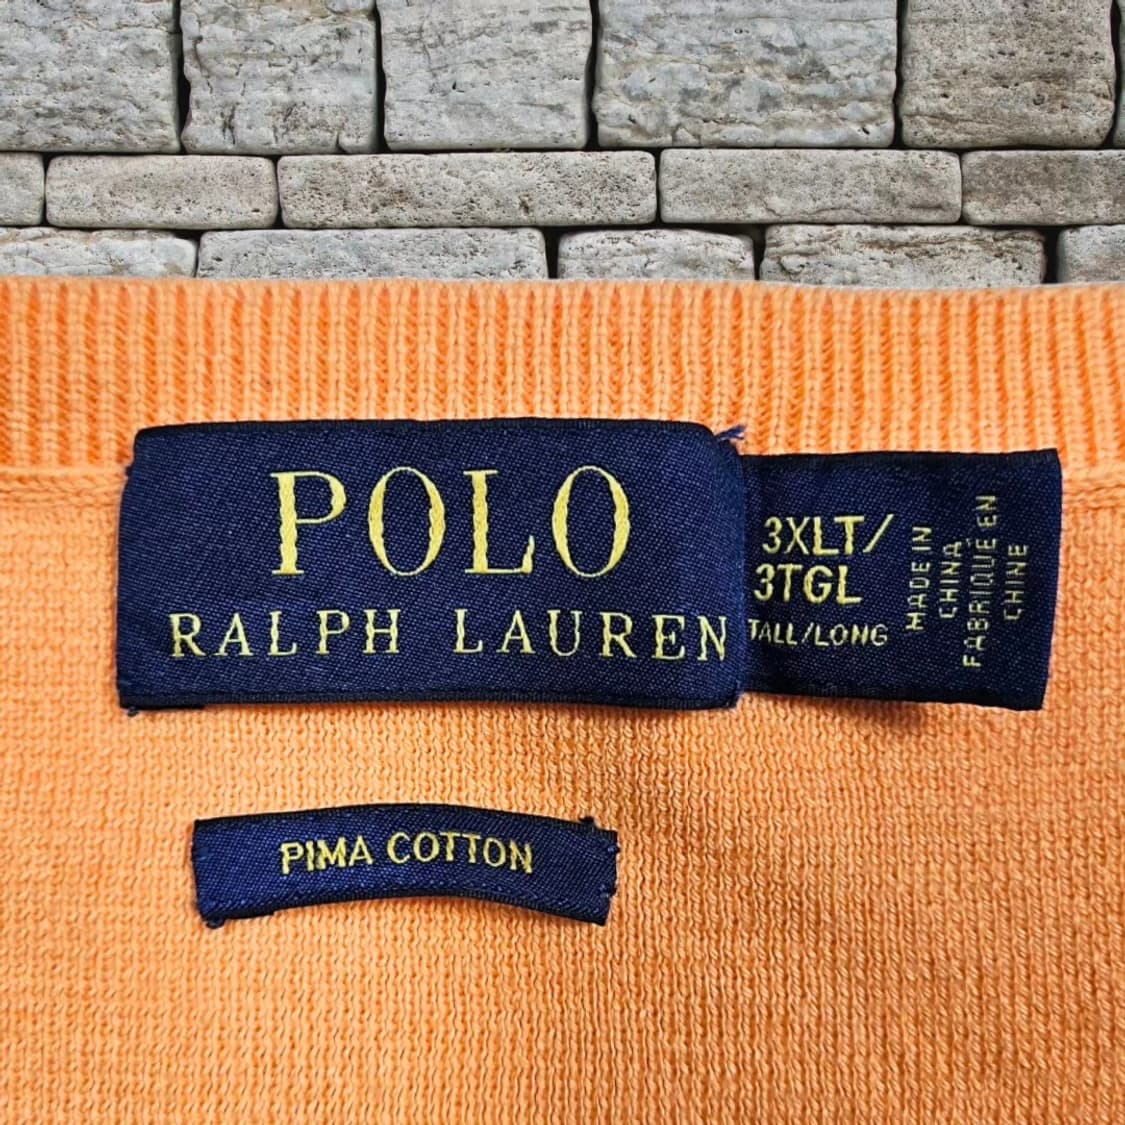 POLO
RALPH LAUREN
3XLT/
3TGL
TALL/LONG
MADE IN
CHINA
FABRIQUÉ EN
CHINE
PIMA COTTON